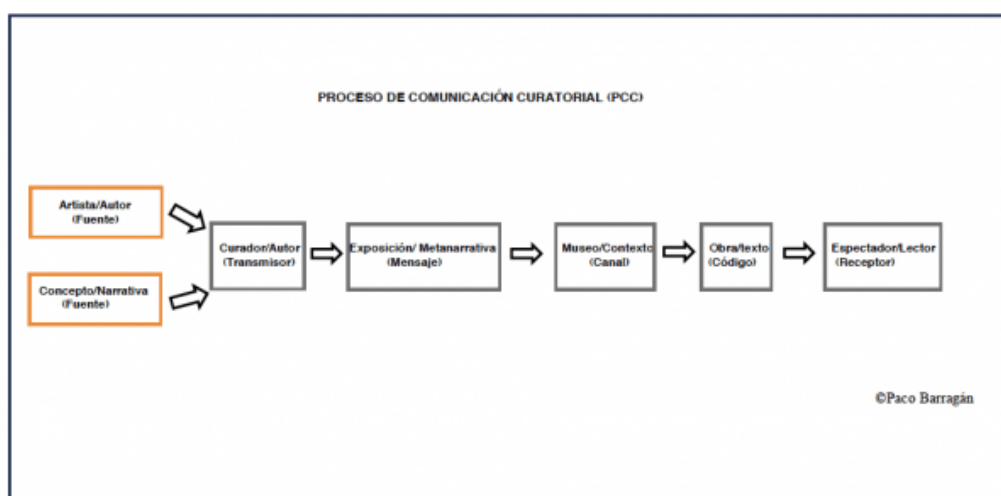 PROCESO DE COMUNICACIÓN CURATORIAL (PCC)
Artista/Autor
(Fuente)
Concepto/Narrativa
(Fuente)
Curador/Autor
(Transmisor)
Exposición/ Metanarrativa
(Mensaje)
Museo/Contexto
(Canal)
Obra/texto
(Código)
Espectador/Lector
(Receptor)
©Paco Barragán